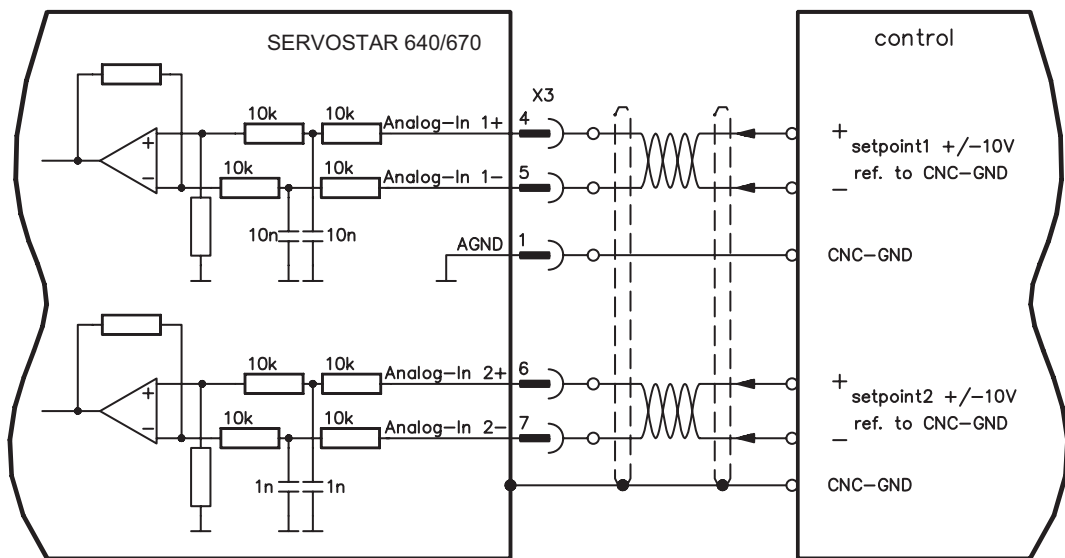 SERVOSTAR 640/670
control
X3
10k 10k Analog-In 1+ 4
+
10k 10k Analog-In 1- 5
+
−
setpoint1 +/-10V
ref. to CNC-GND
−
10n 10n
AGND 1
CNC-GND
10k 10k Analog-In 2+ 6
+
10k 10k Analog-In 2- 7
+
−
setpoint2 +/-10V
ref. to CNC-GND
−
1n 1n
CNC-GND